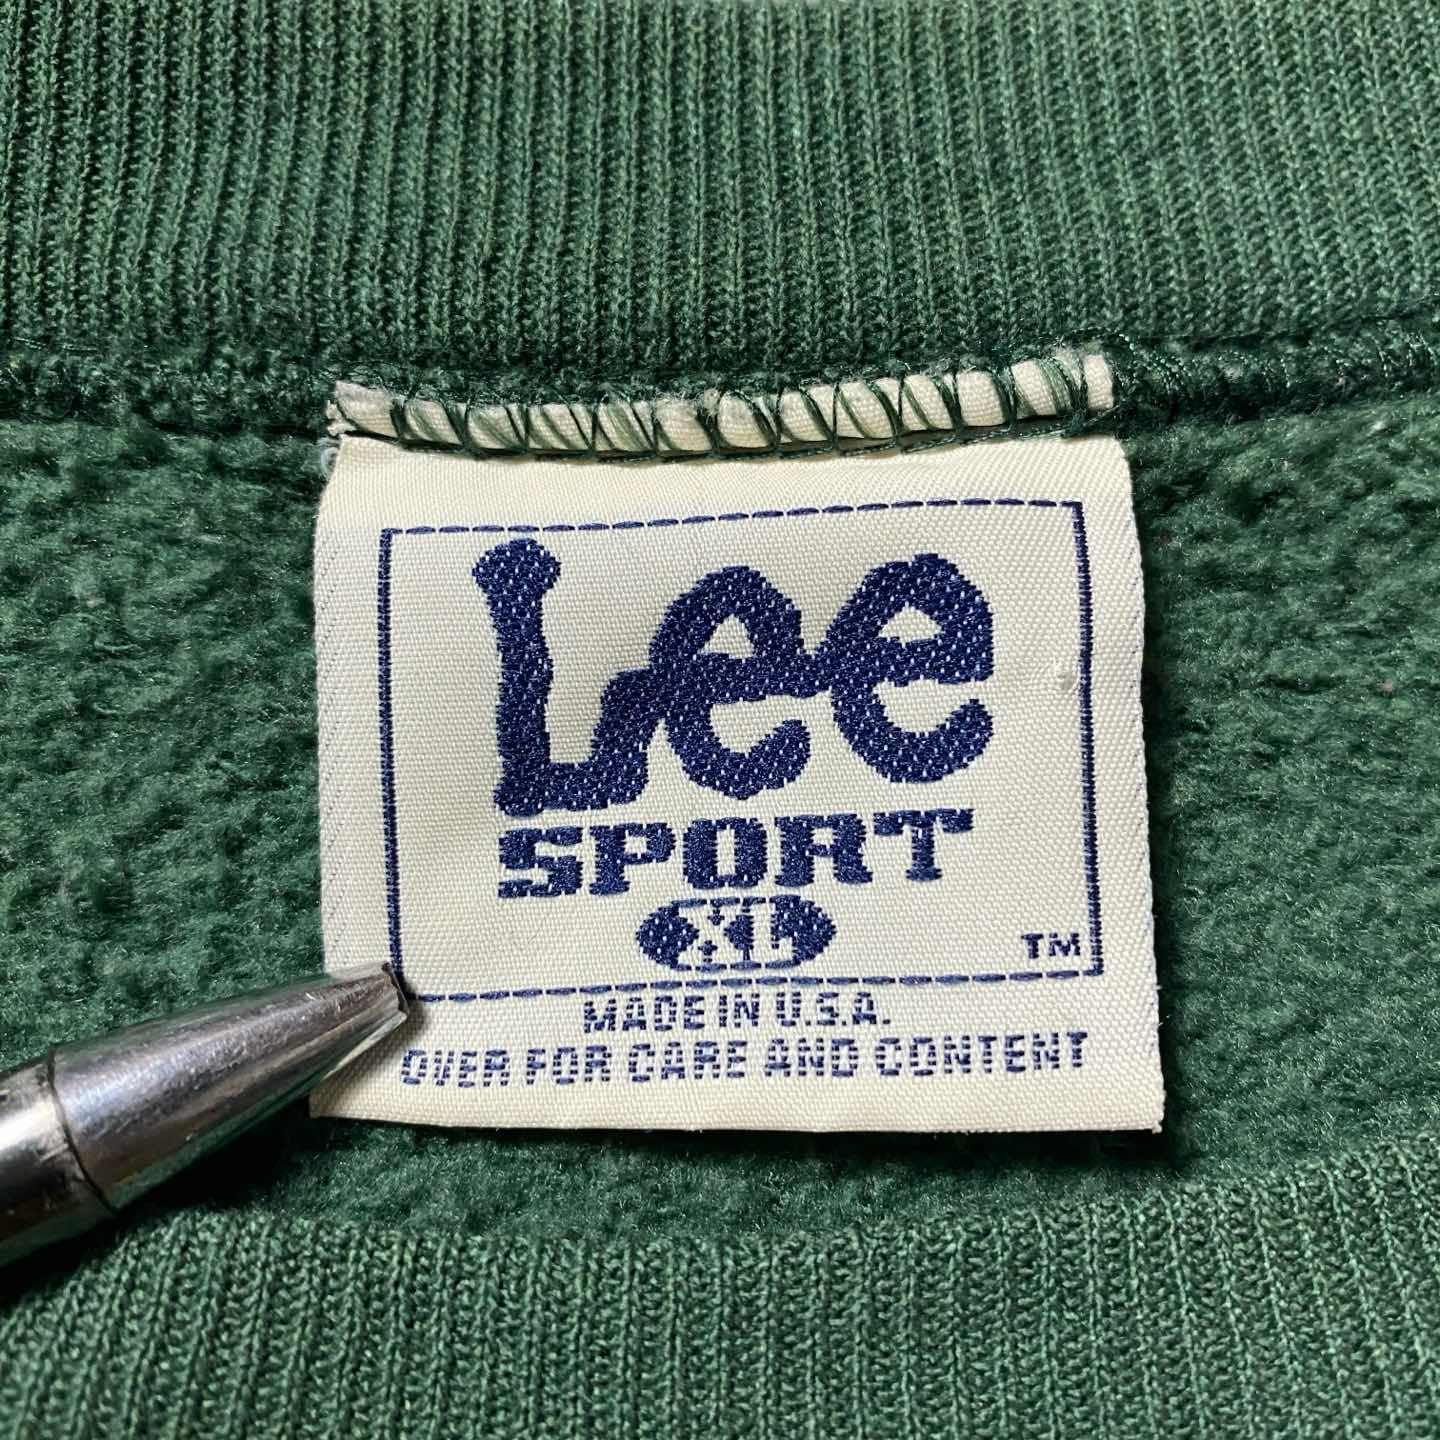 Lee
SPORT
XL
TM
MADE IN U.S.A.
OVER FOR CARE AND CONTENT